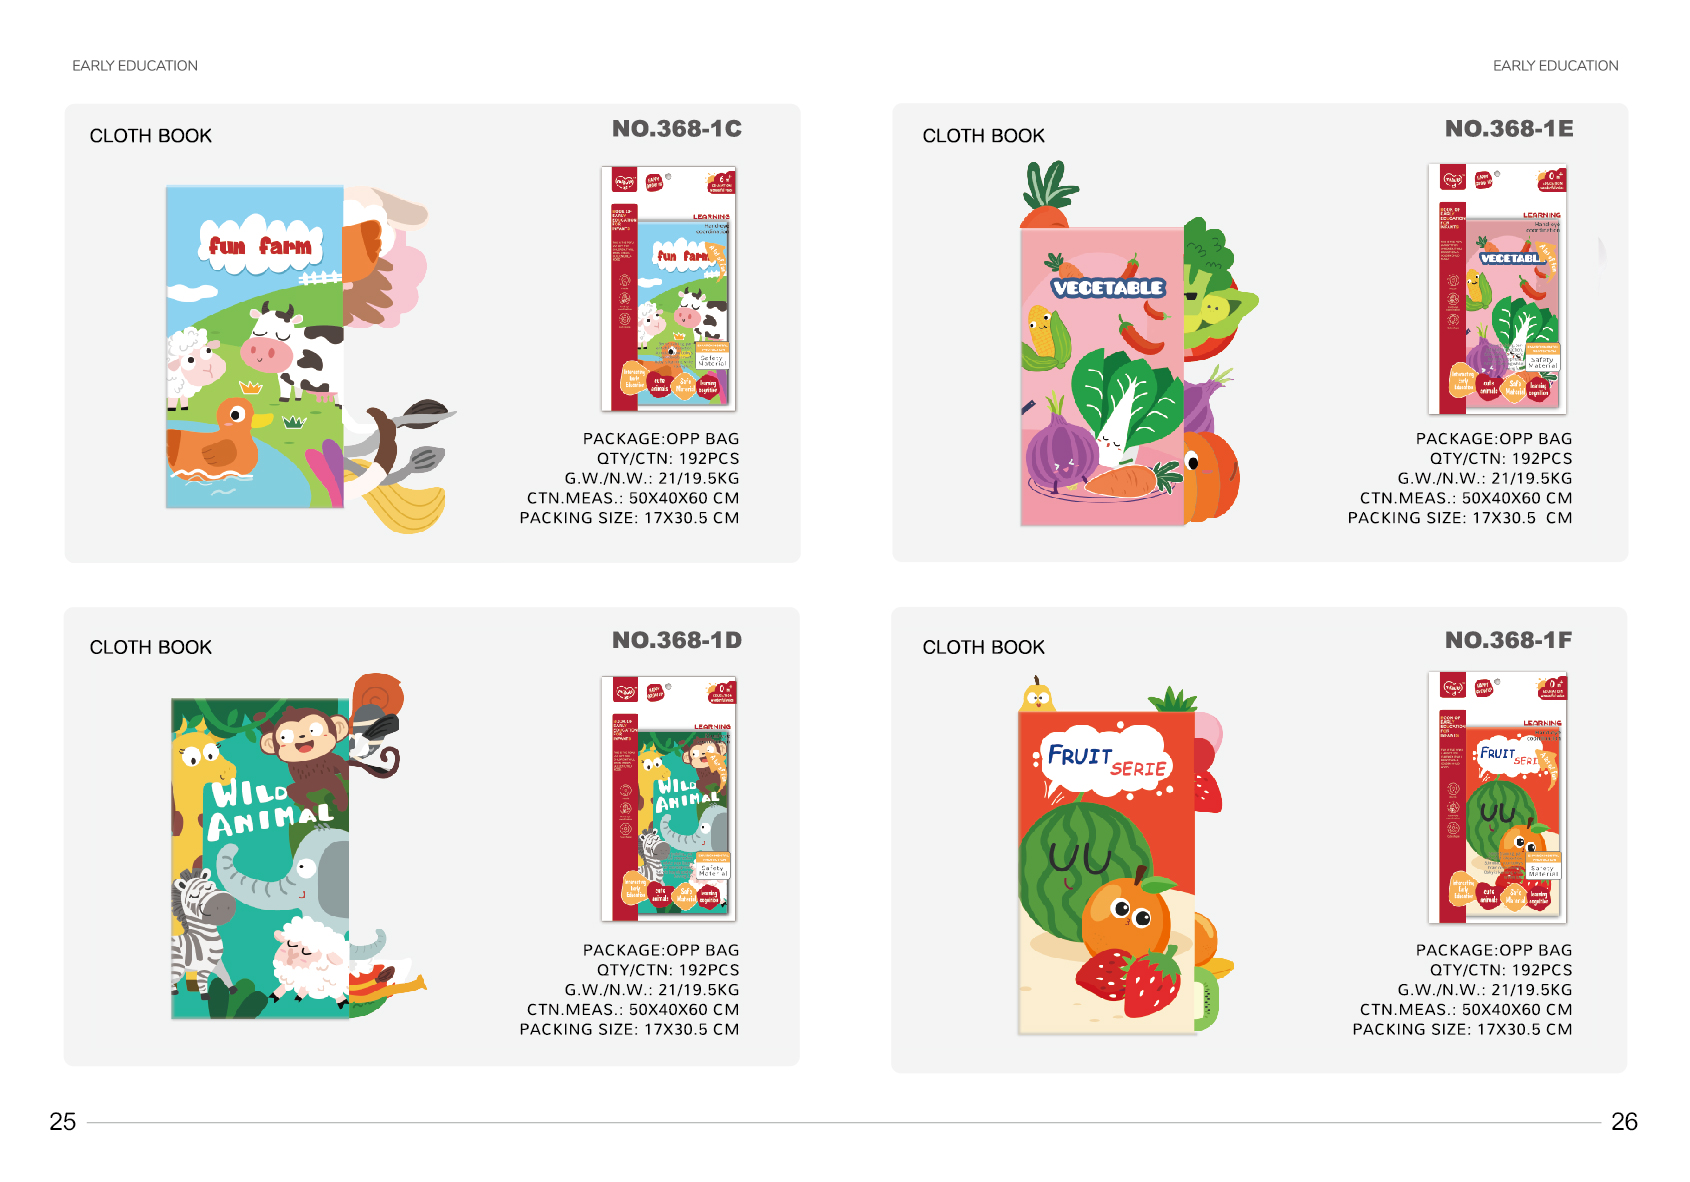 EARLY EDUCATION
EARLY EDUCATION
CLOTH BOOK
NO.368-1C
fun farm
LEARNING
Safety
Material
PACKAGE:OPP BAG
QTY/CTN: 192PCS
G.W./N.W.: 21/19.5KG
CTN.MEAS.: 50X40X60 CM
PACKING SIZE: 17X30.5 CM
CLOTH BOOK
NO.368-1E
VEGETABLE
LEARNING
Safety
Material
PACKAGE:OPP BAG
QTY/CTN: 192PCS
G.W./N.W.: 21/19.5KG
CTN.MEAS.: 50X40X60 CM
PACKING SIZE: 17X30.5 CM
CLOTH BOOK
NO.368-1D
WILD
ANIMAL
LEARNING
WILD
ANIMAL
Safety
Material
PACKAGE:OPP BAG
QTY/CTN: 192PCS
G.W./N.W.: 21/19.5KG
CTN.MEAS.: 50X40X60 CM
PACKING SIZE: 17X30.5 CM
CLOTH BOOK
NO.368-1F
FRUIT
SERIE
LEARNING
FRUIT
Safety
Material
PACKAGE:OPP BAG
QTY/CTN: 192PCS
G.W./N.W.: 21/19.5KG
CTN.MEAS.: 50X40X60 CM
PACKING SIZE: 17X30.5 CM
25
26